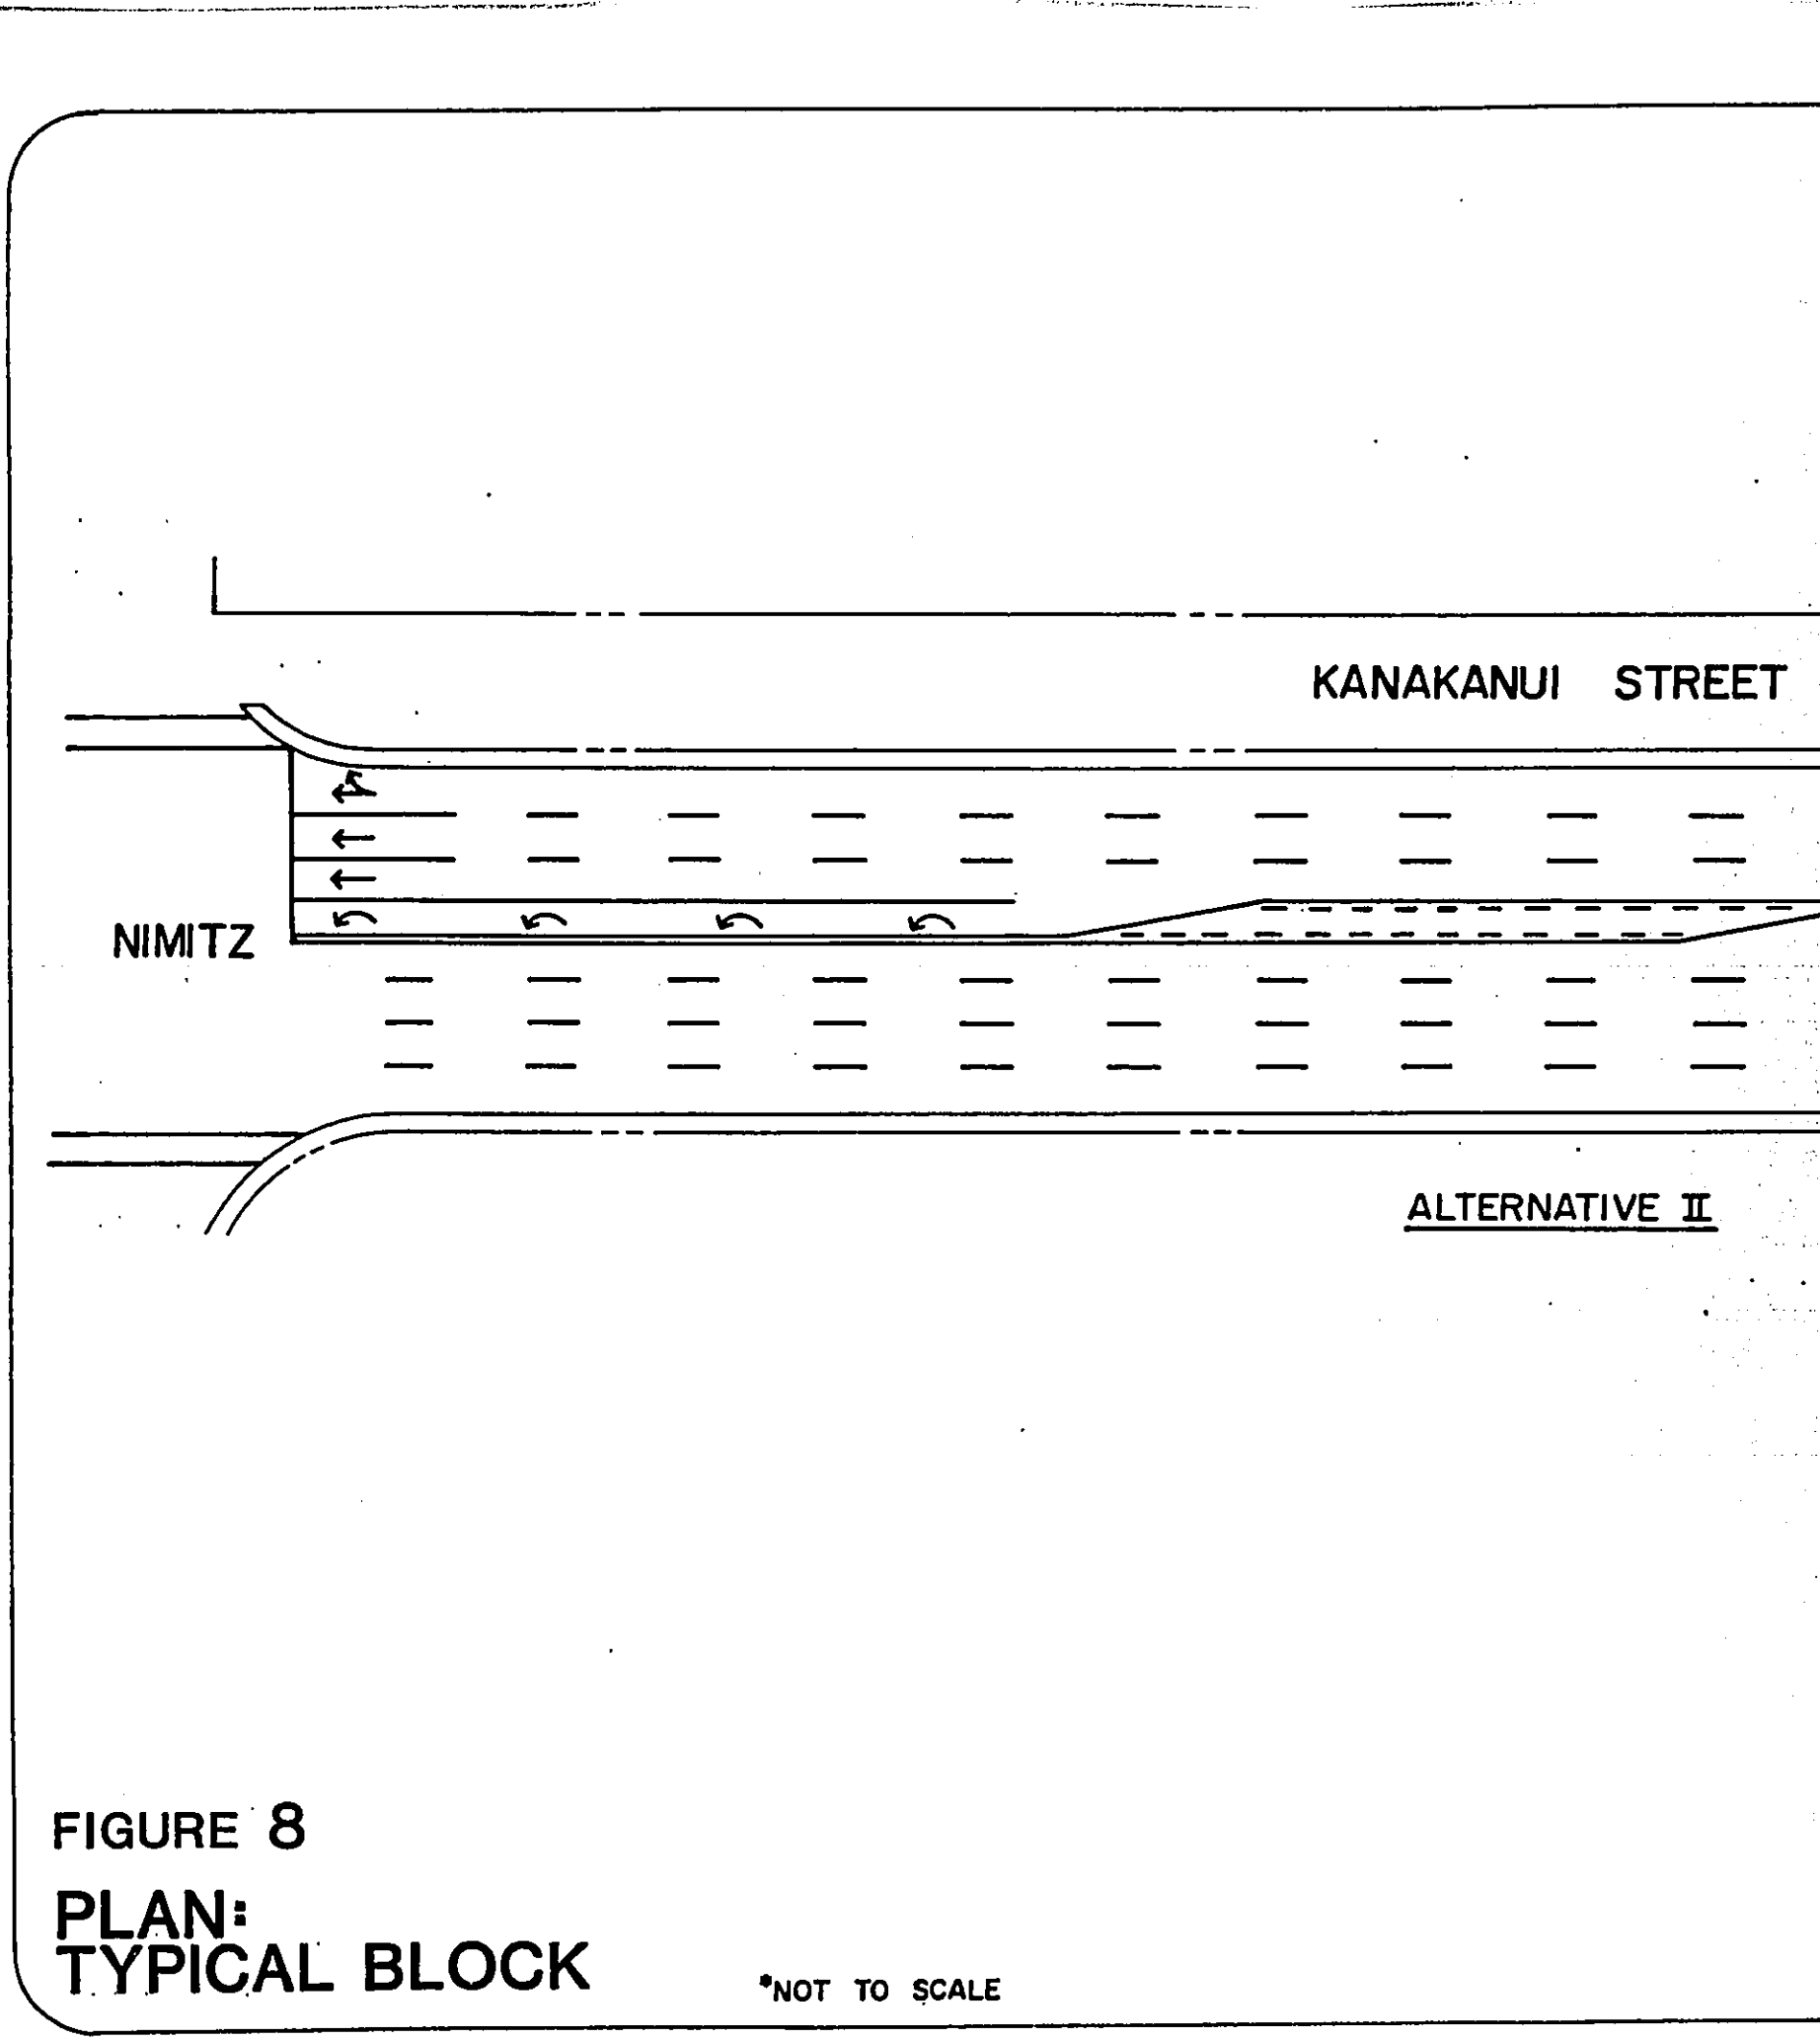 KANAKANUI STREET
NIMITZ
ALTERNATIVE II
FIGURE 8
PLAN:
TYPICAL BLOCK
*NOT TO SCALE